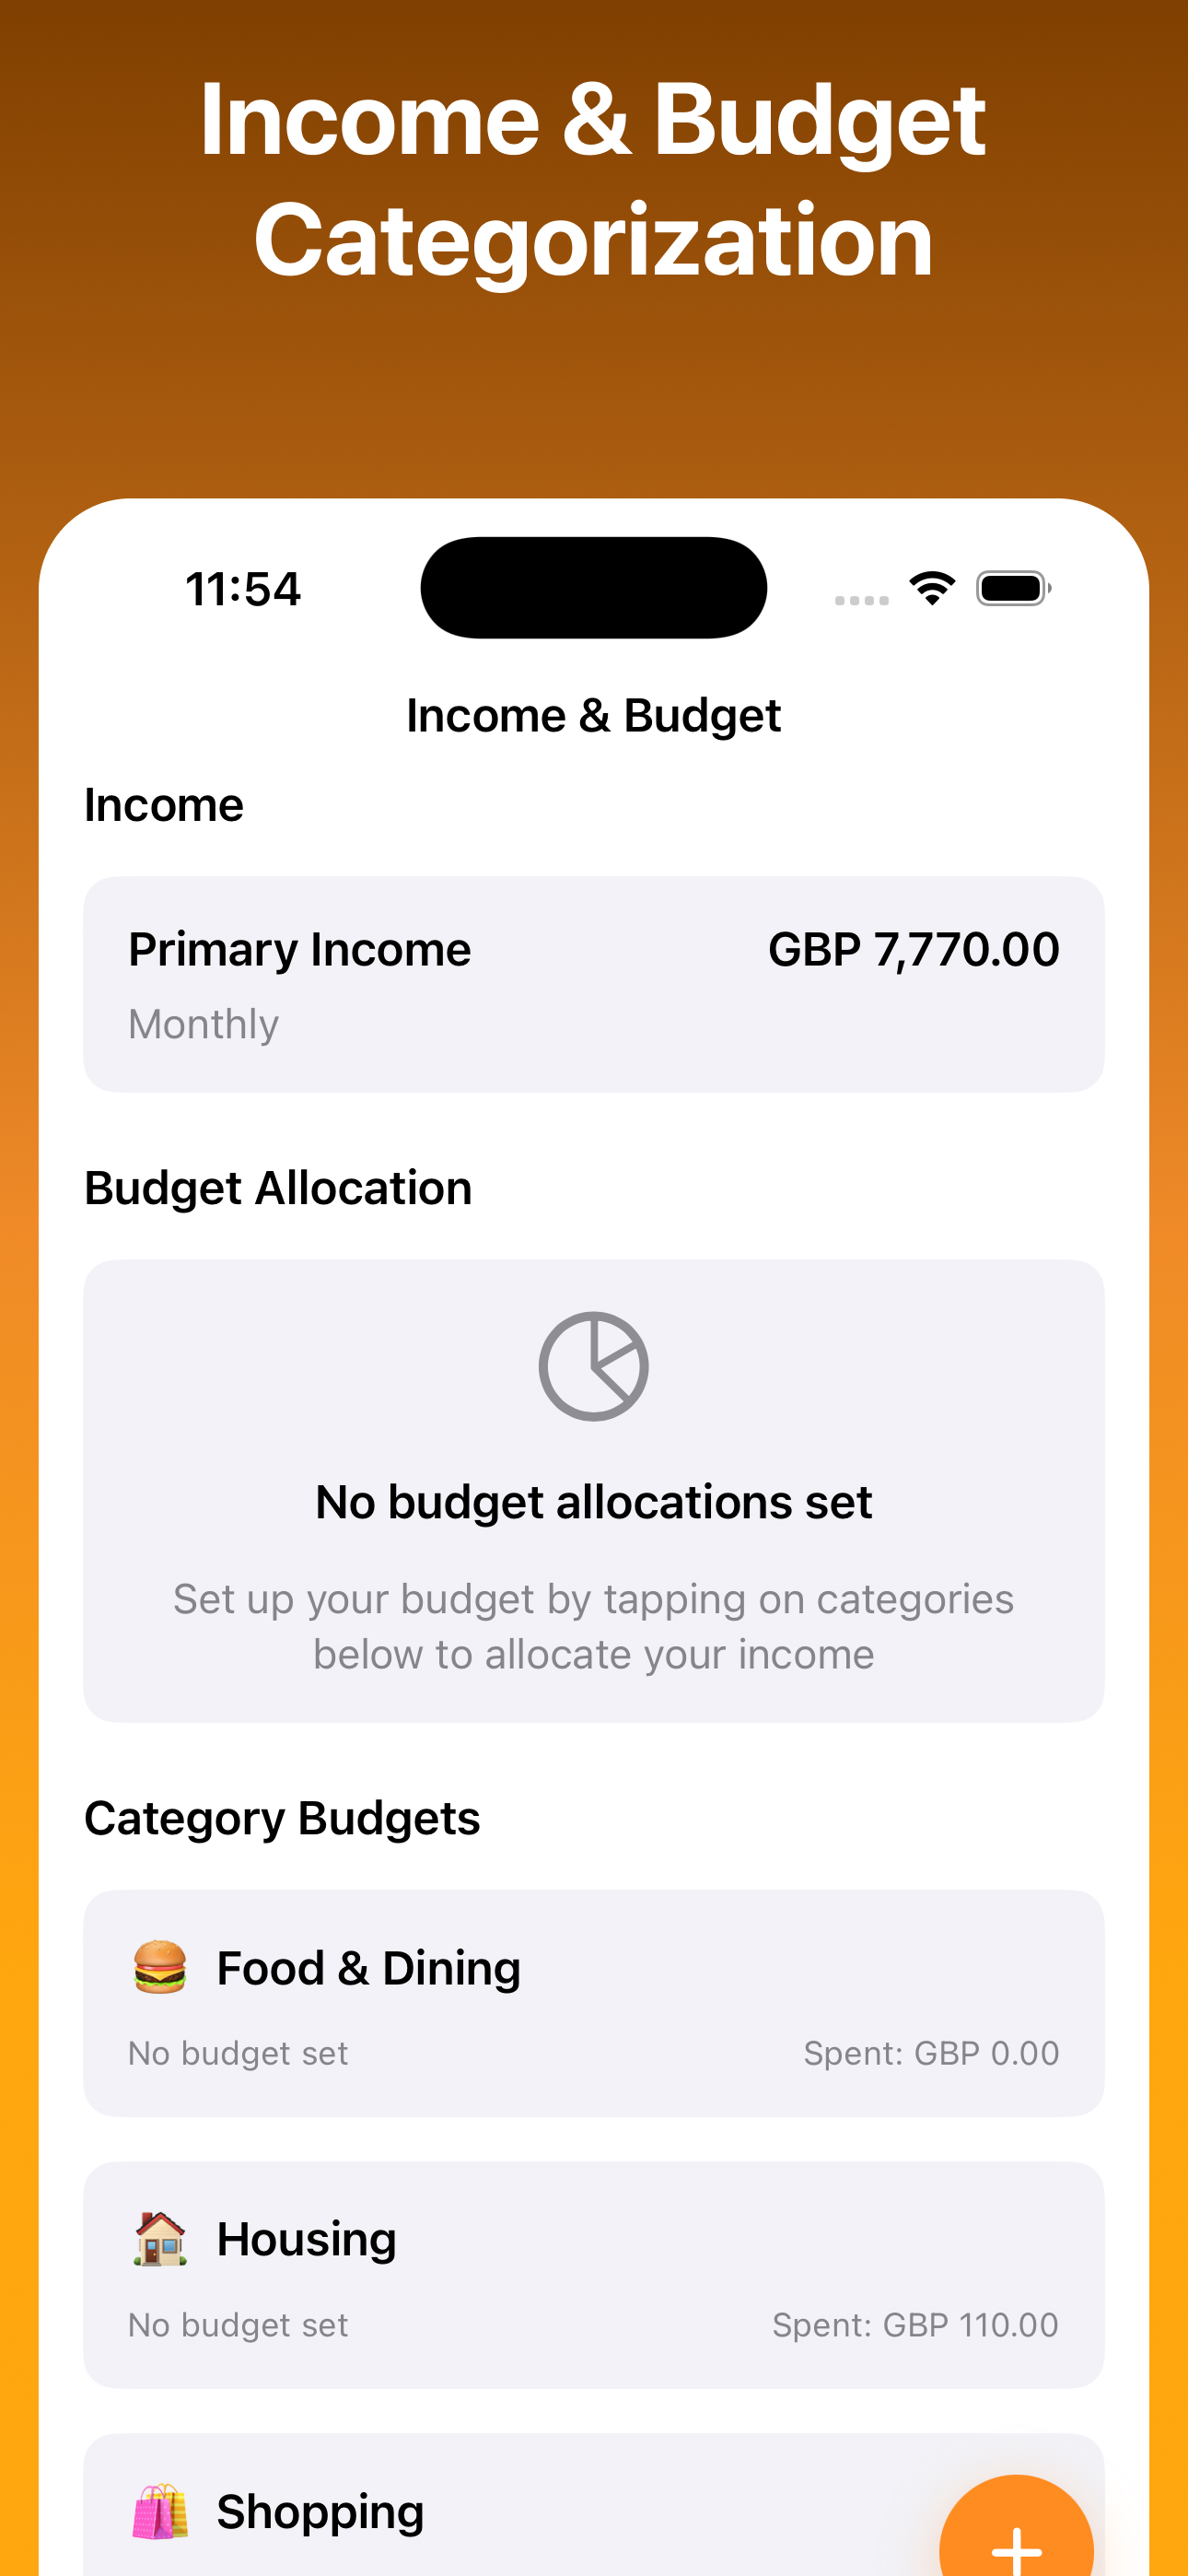 Income & Budget
Categorization
11:54
Income & Budget
Income
Primary Income GBP 7,770.00
Monthly
Budget Allocation
No budget allocations set
Set up your budget by tapping on categories
below to allocate your income
Category Budgets
Food & Dining
No budget set Spent: GBP 0.00
Housing
No budget set Spent: GBP 110.00
Shopping
+